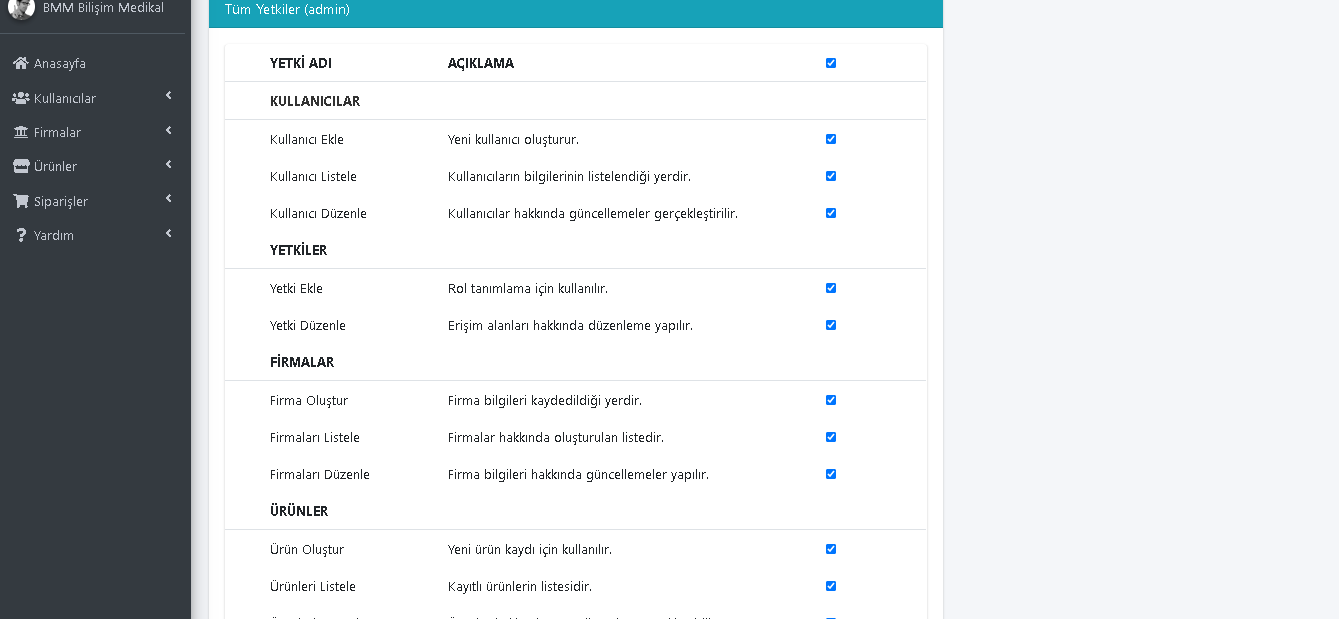 BMM Bilişim Medikal
Tüm Yetkiler (admin)
Anasayfa
Kullanıcılar
Firmalar
Ürünler
Siparişler
Yardım
YETKİ ADI AÇIKLAMA
KULLANICILAR
Kullanıcı Ekle Yeni kullanıcı oluşturur.
Kullanıcı Listele Kullanıcıların bilgilerinin listelendiği yerdir.
Kullanıcı Düzenle Kullanıcılar hakkında güncellemeler gerçekleştirilir.
YETKİLER
Yetki Ekle Rol tanımlama için kullanılır.
Yetki Düzenle Erişim alanları hakkında düzenleme yapılır.
FİRMALAR
Firma Oluştur Firma bilgileri kaydedildiği yerdir.
Firmaları Listele Firmalar hakkında oluşturulan listedir.
Firmaları Düzenle Firma bilgileri hakkında güncellemeler yapılır.
ÜRÜNLER
Ürün Oluştur Yeni ürün kaydı için kullanılır.
Ürünleri Listele Kayıtlı ürünlerin listesidir.